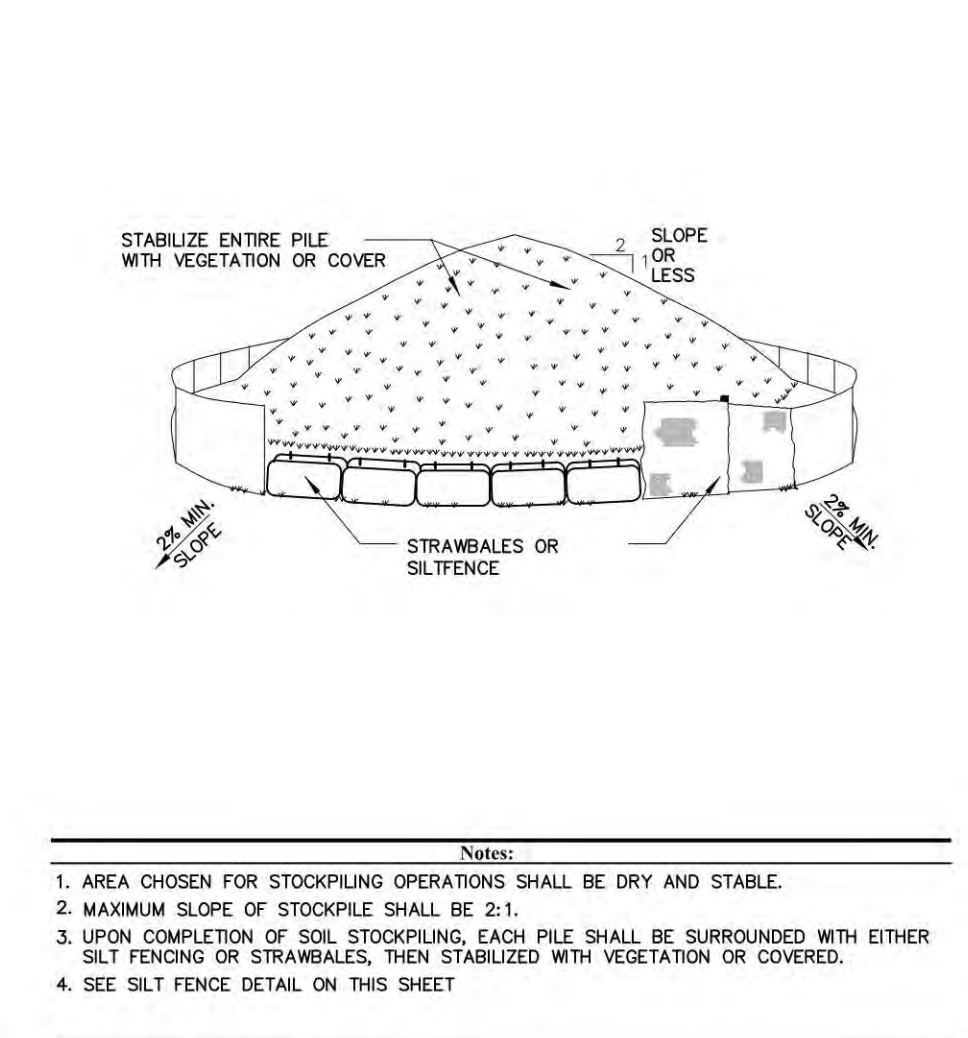 STABILIZE ENTIRE PILE
WITH VEGETATION OR COVER
2
1
SLOPE
OR
LESS
2% MIN.
SLOPE
STRAWBALES OR
SILTFENCE
2% MIN.
SLOPE
Notes:
1. AREA CHOSEN FOR STOCKPILING OPERATIONS SHALL BE DRY AND STABLE.
2. MAXIMUM SLOPE OF STOCKPILE SHALL BE 2:1.
3. UPON COMPLETION OF SOIL STOCKPILING, EACH PILE SHALL BE SURROUNDED WITH EITHER
SILT FENCING OR STRAWBALES, THEN STABILIZED WITH VEGETATION OR COVERED.
4. SEE SILT FENCE DETAIL ON THIS SHEET